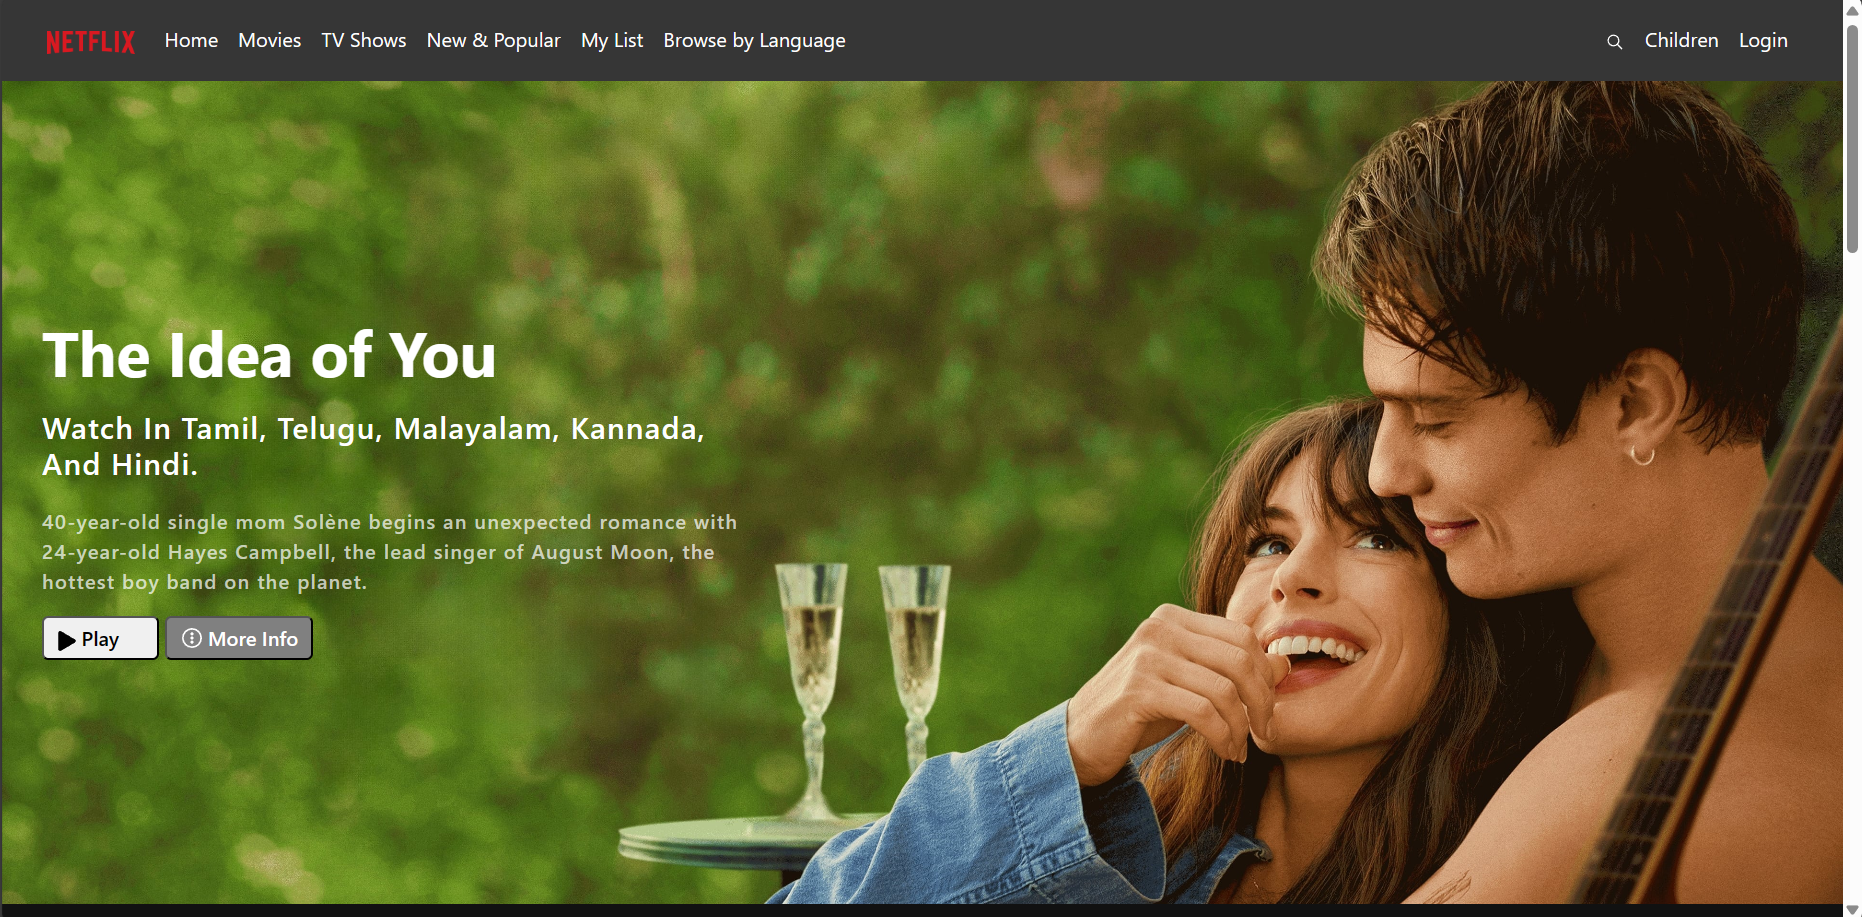 NETFLIX Home Movies TV Shows New & Popular My List Browse by Language Children Login
The Idea of You
Watch In Tamil, Telugu, Malayalam, Kannada,
And Hindi.
40-year-old single mom Solène begins an unexpected romance with
24-year-old Hayes Campbell, the lead singer of August Moon, the
hottest boy band on the planet.
Play More Info